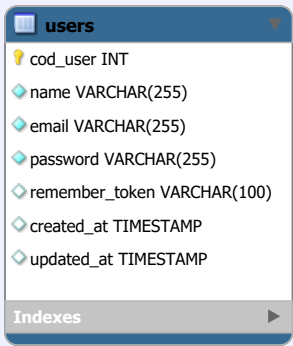 users
cod_user INT
name VARCHAR(255)
email VARCHAR(255)
password VARCHAR(255)
remember_token VARCHAR(100)
created_at TIMESTAMP
updated_at TIMESTAMP
Indexes